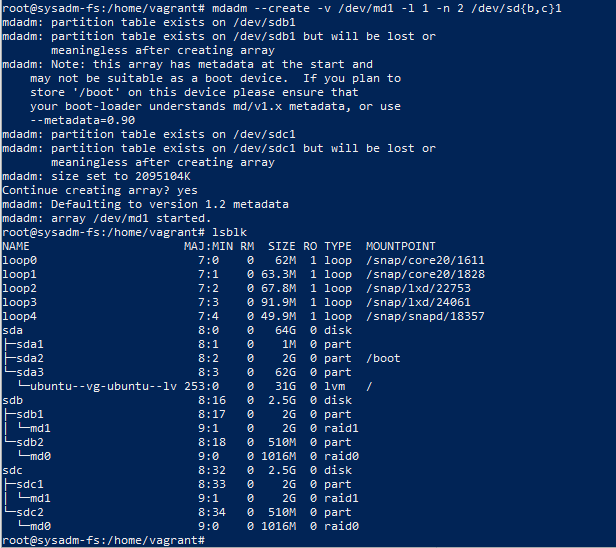 root@sysadm-fs:/home/vagrant# mdadm --create -v /dev/md1 -l 1 -n 2 /dev/sd{b,c}1
mdadm: partition table exists on /dev/sdb1
mdadm: partition table exists on /dev/sdb1 but will be lost or
       meaningless after creating array
mdadm: Note: this array has metadata at the start and
    may not be suitable as a boot device.  If you plan to
    store '/boot' on this device please ensure that
    your boot-loader understands md/v1.x metadata, or use
    --metadata=0.90
mdadm: partition table exists on /dev/sdc1
mdadm: partition table exists on /dev/sdc1 but will be lost or
       meaningless after creating array
mdadm: size set to 2095104K
Continue creating array? yes
mdadm: Defaulting to version 1.2 metadata
mdadm: array /dev/md1 started.
root@sysadm-fs:/home/vagrant# lsblk
NAME                      MAJ:MIN RM  SIZE RO TYPE  MOUNTPOINT
loop0                       7:0    0   62M  1 loop  /snap/core20/1611
loop1                       7:1    0 63.3M  1 loop  /snap/core20/1828
loop2                       7:2    0 67.8M  1 loop  /snap/lxd/22753
loop3                       7:3    0 91.9M  1 loop  /snap/lxd/24061
loop4                       7:4    0 49.9M  1 loop  /snap/snapd/18357
sda                         8:0    0   64G  0 disk
├─sda1                      8:1    0    1M  0 part
├─sda2                      8:2    0    2G  0 part  /boot
└─sda3                      8:3    0   62G  0 part
  └─ubuntu--vg-ubuntu--lv 253:0    0   31G  0 lvm   /
sdb                         8:16   0  2.5G  0 disk
├─sdb1                      8:17   0    2G  0 part
│ └─md1                     9:1    0    2G  0 raid1
└─sdb2                      8:18   0  510M  0 part
  └─md0                     9:0    0 1016M  0 raid0
sdc                         8:32   0  2.5G  0 disk
├─sdc1                      8:33   0    2G  0 part
│ └─md1                     9:1    0    2G  0 raid1
└─sdc2                      8:34   0  510M  0 part
  └─md0                     9:0    0 1016M  0 raid0
root@sysadm-fs:/home/vagrant#